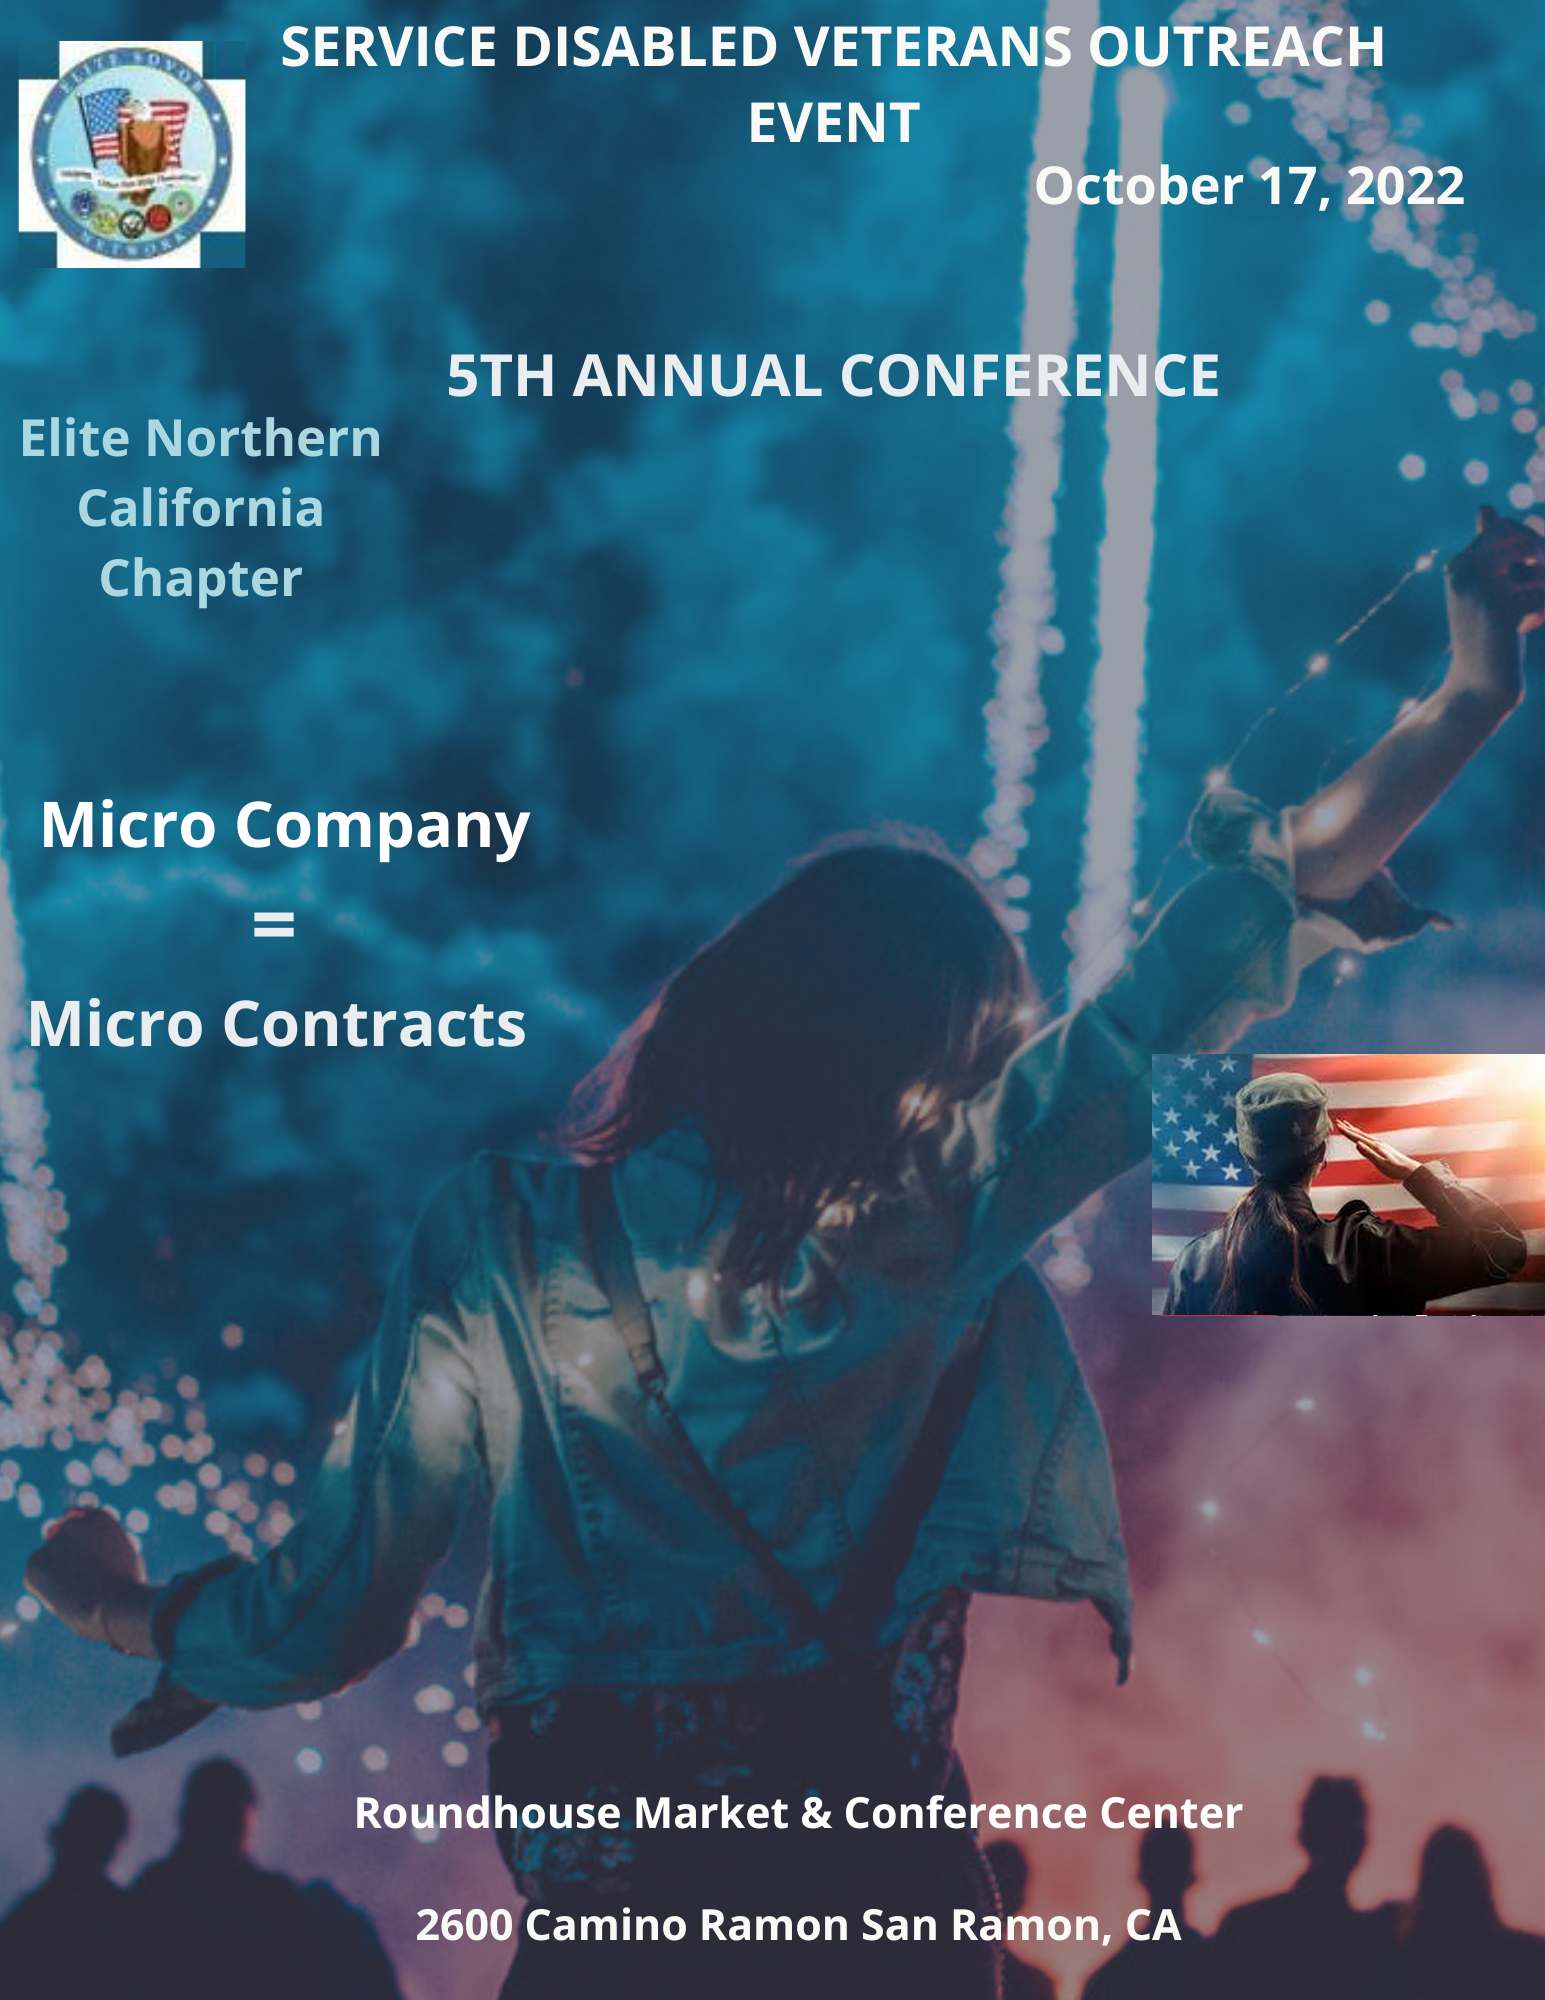 SERVICE DISABLED VETERANS OUTREACH
EVENT
October 17, 2022
NETWORK
5TH ANNUAL CONFERENCE
Elite Northern
California
Chapter
Micro Company
=
Micro Contracts
Roundhouse Market & Conference Center
2600 Camino Ramon San Ramon, CA